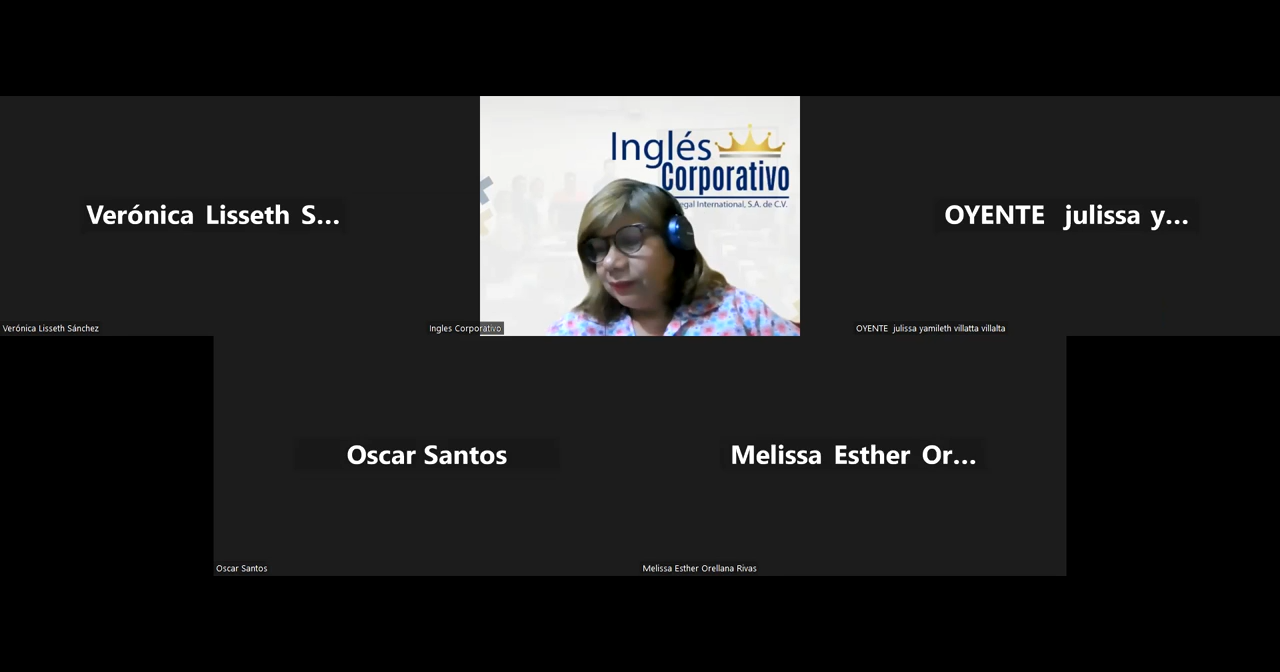 Inglés
Corporativo
egal International, S.A. de C.V.
Verónica Lisseth S...
OYENTE julissa y...
Verónica Lisseth Sánchez
Ingles Corporativo
OYENTE julissa yamileth villatta villalta
Oscar Santos
Melissa Esther Or...
Oscar Santos
Melissa Esther Orellana Rivas